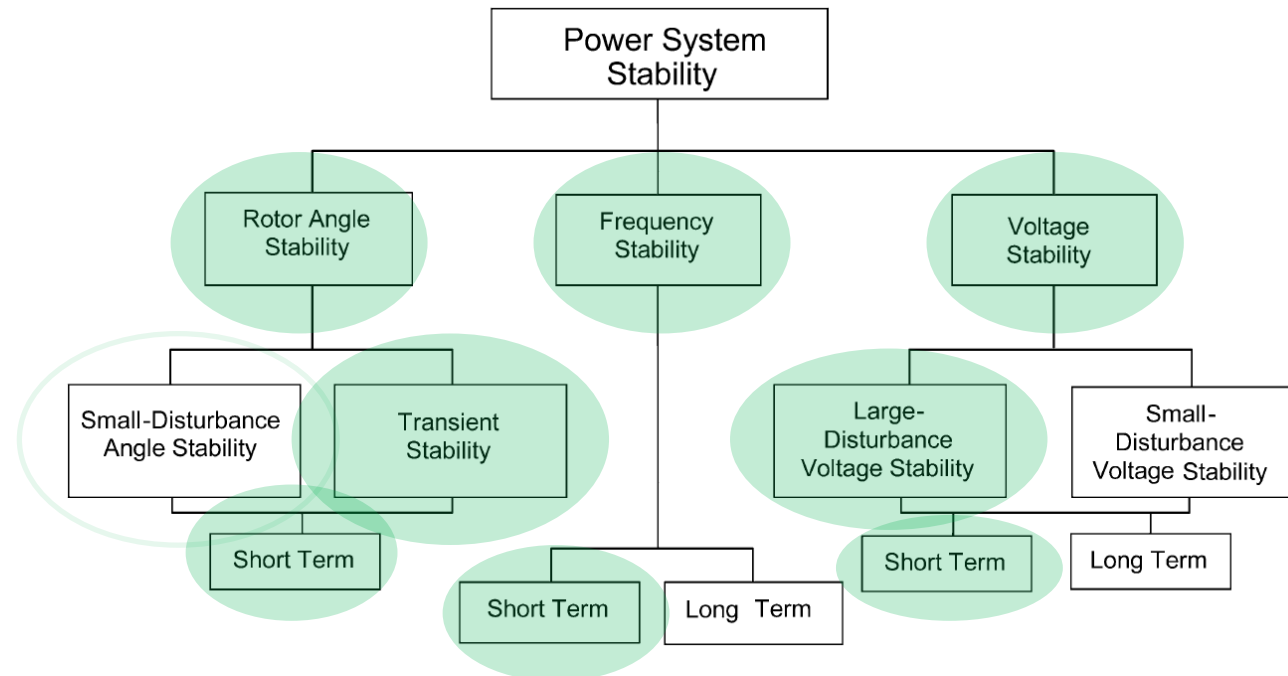 Power System
Stability
Rotor Angle
Stability
Frequency
Stability
Voltage
Stability
Small-Disturbance
Angle Stability
Transient
Stability
Large-
Disturbance
Voltage Stability
Small-
Disturbance
Voltage Stability
Short Term
Short Term
Long Term
Short Term
Long Term